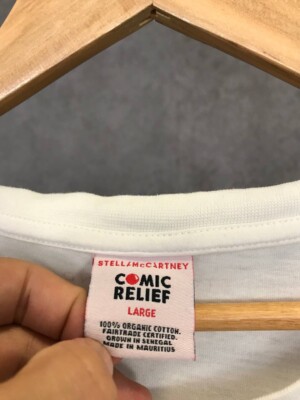 STELLAMcCARTNEY
COMIC
RELIEF
LARGE
100% ORGANIC COTTON.
FAIRTRADE CERTIFIED.
GROWN IN SENEGAL
MADE IN MAURITIUS